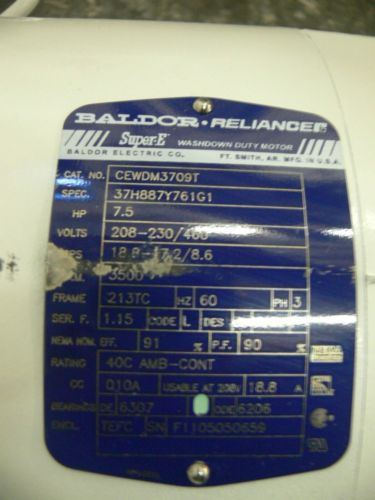 BALDOR • RELIANCE
Super-E WASHDOWN DUTY MOTOR
BALDOR ELECTRIC CO. FT. SMITH, AR. MFG. IN U.S.A.
CAT. NO. CEWDM3709T
SPEC. 37H887Y761G1
HP 7.5
VOLTS 208-230/460
3500
FRAME 213TC HZ 60 PH 3
SER. F. 1.15 CODE L DES
NEMA NOM. EFF. 91 % P.F. 90 %
RATING 40C AMB-CONT
CC 010A USABLE AT 208V 18.8 A
BEARINGS DE 6307 ODE 6206
ENCL. TEFC SN F1105050659